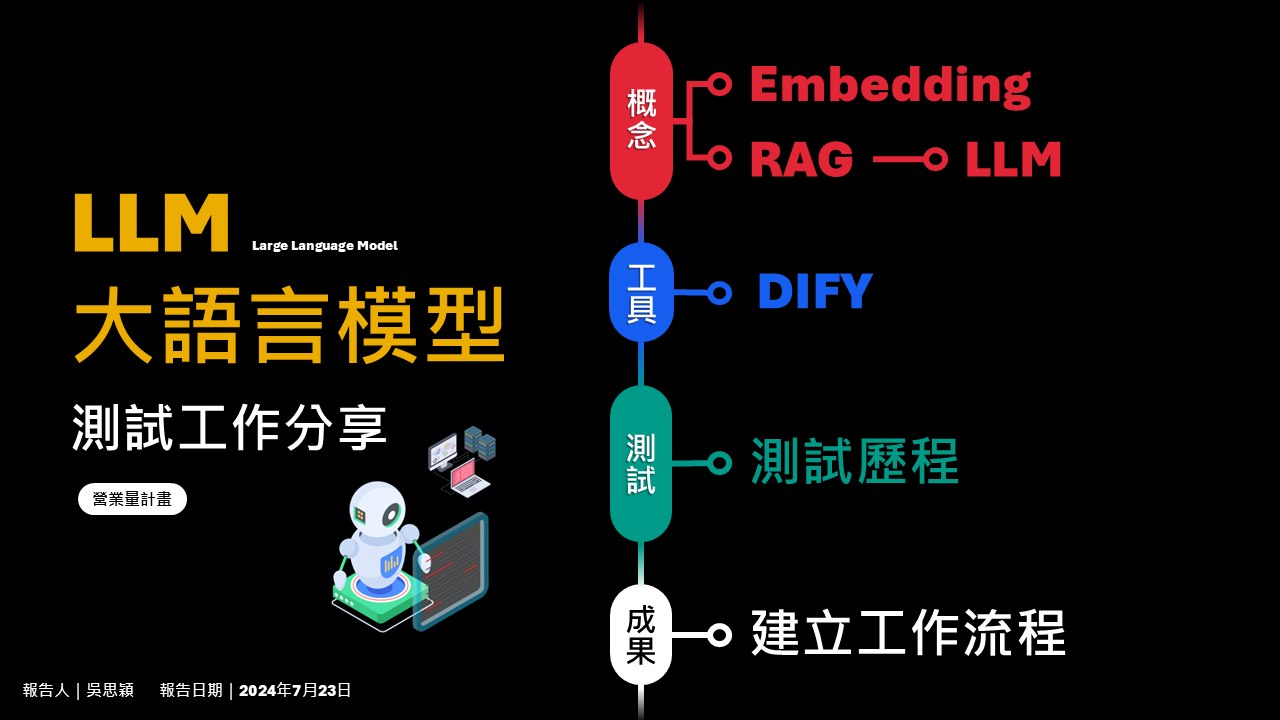 LLM Large Language Model
大語言模型
測試工作分享
營業量計畫
報告人｜吳思穎 報告日期｜2024年7月23日
概念
Embedding
RAG LLM
工具
DIFY
測試
測試歷程
成果
建立工作流程